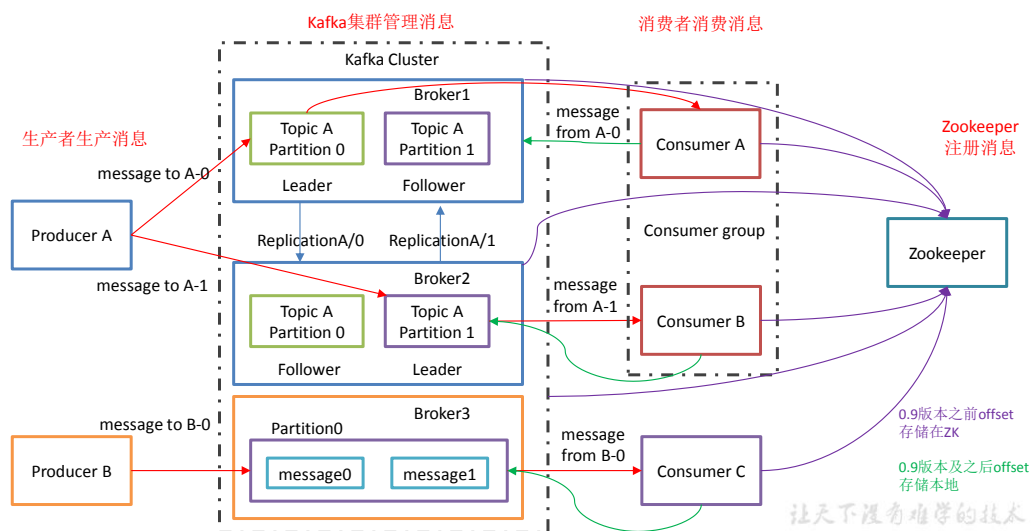 Kafka集群管理消息
消费者消费消息
Kafka Cluster
Broker1
Topic A
Partition 0
Topic A
Partition 1
Leader
Follower
生产者生产消息
message to A-0
Producer A
message to A-1
ReplicationA/0
ReplicationA/1
Broker2
Topic A
Partition 0
Topic A
Partition 1
Follower
Leader
message
from A-0
Consumer A
Consumer group
message
from A-1
Consumer B
Zookeeper
注册消息
Zookeeper
message to B-0
Producer B
Broker3
Partition0
message0
message1
message
from B-0
Consumer C
0.9版本之前offset
存储在ZK
0.9版本及之后offset
存储本地
让天下没有难学的技术